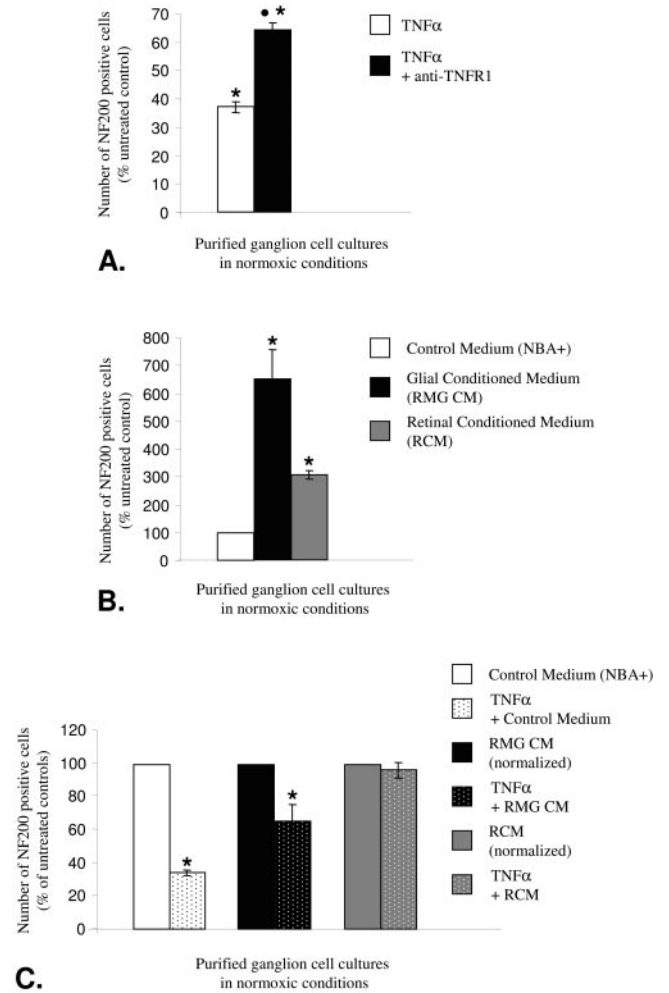 Number of NF200 positive cells
(% untreated control)
70
60
50
40
30
20
10
0
*
• *
TNFα
TNFα
+ anti-TNFR1
Purified ganglion cell cultures
in normoxic conditions
A.
Number of NF200 positive cells
(% untreated control)
800
700
600
500
400
300
200
100
0
*
*
Control Medium (NBA+)
Glial Conditioned Medium
(RMG CM)
Retinal Conditioned Medium
(RCM)
Purified ganglion cell cultures
in normoxic conditions
B.
Number of NF200 positive cells
(% of untreated controls)
120
100
80
60
40
20
0
*
*
Control Medium (NBA+)
TNFα
+ Control Medium
RMG CM
(normalized)
TNFα
+ RMG CM
RCM
(normalized)
TNFα
+ RCM
Purified ganglion cell cultures
in normoxic conditions
C.